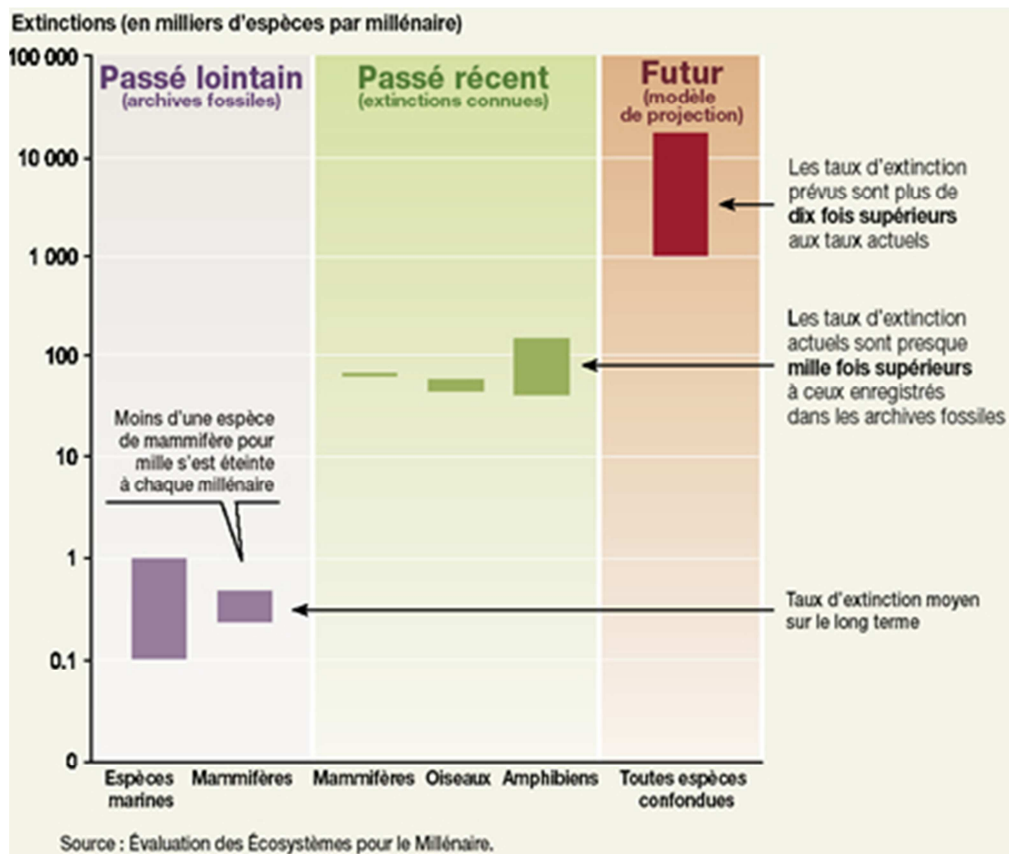 Extinctions (en milliers d'espèces par millénaire)
100 000
10 000
1 000
100
10
1
0.1
0
Passé lointain
(archives fossiles)
Passé récent
(extinctions connues)
Futur
(modèle
de projection)
Les taux d'extinction
prévus sont plus de
dix fois supérieurs
aux taux actuels
Les taux d'extinction
actuels sont presque
mille fois supérieurs
à ceux enregistrés
dans les archives fossiles
Moins d'une espèce
de mammifère pour
mille s'est éteinte
à chaque millénaire
Taux d'extinction moyen
sur le long terme
Espèces
marines
Mammifères
Mammifères
Oiseaux
Amphibiens
Toutes espèces
confondues
Source : Évaluation des Écosystèmes pour le Millénaire.